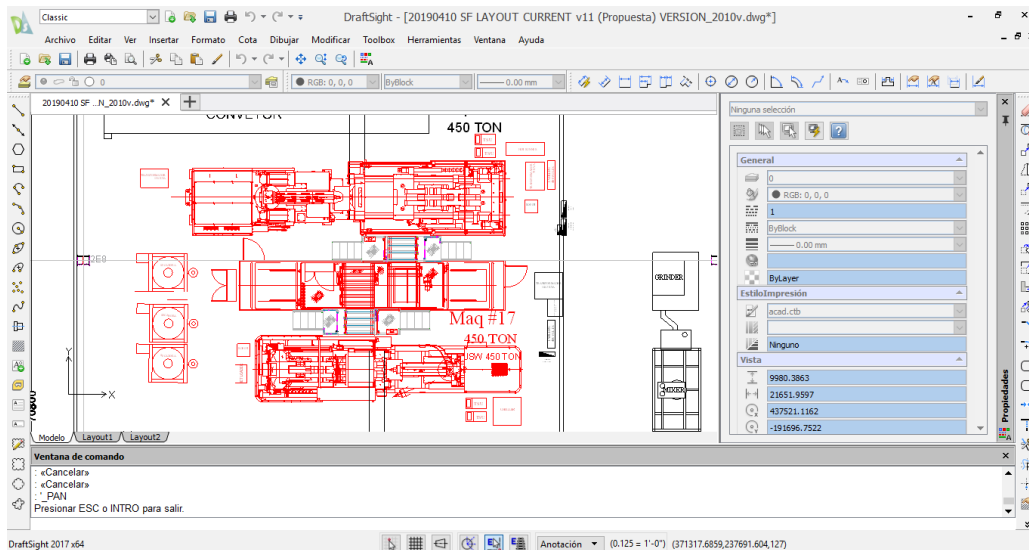 Classic
DraftSight - [20190410 SF LAYOUT CURRENT v11 (Propuesta) VERSION_2010v.dwg*]
Archivo Editar Ver Insertar Formato Cota Dibujar Modificar Toolbox Herramientas Ventana Ayuda
0 RGB: 0, 0, 0 ByBlock 0.00 mm
20190410 SF ...N_2010v.dwg*
CONVEYOR
450 TON
GRINDER
Maq #17
450 TON
JSW 450 TON
MIXER
Y
X
Modelo Layout1 Layout2
Ninguna selección
General
0
RGB: 0, 0, 0
1
ByBlock
0.00 mm
ByLayer
EstiloImpresión
acad.ctb
Ninguno
Vista
9980.3863
21651.9597
437521.1162
-191696.7522
Propiedades
Ventana de comando
: «Cancelar»
: «Cancelar»
: '_PAN
Presionar ESC o INTRO para salir.
DraftSight 2017 x64 Anotación (0.125 = 1'-0") (371317.6859,237691.604,127)